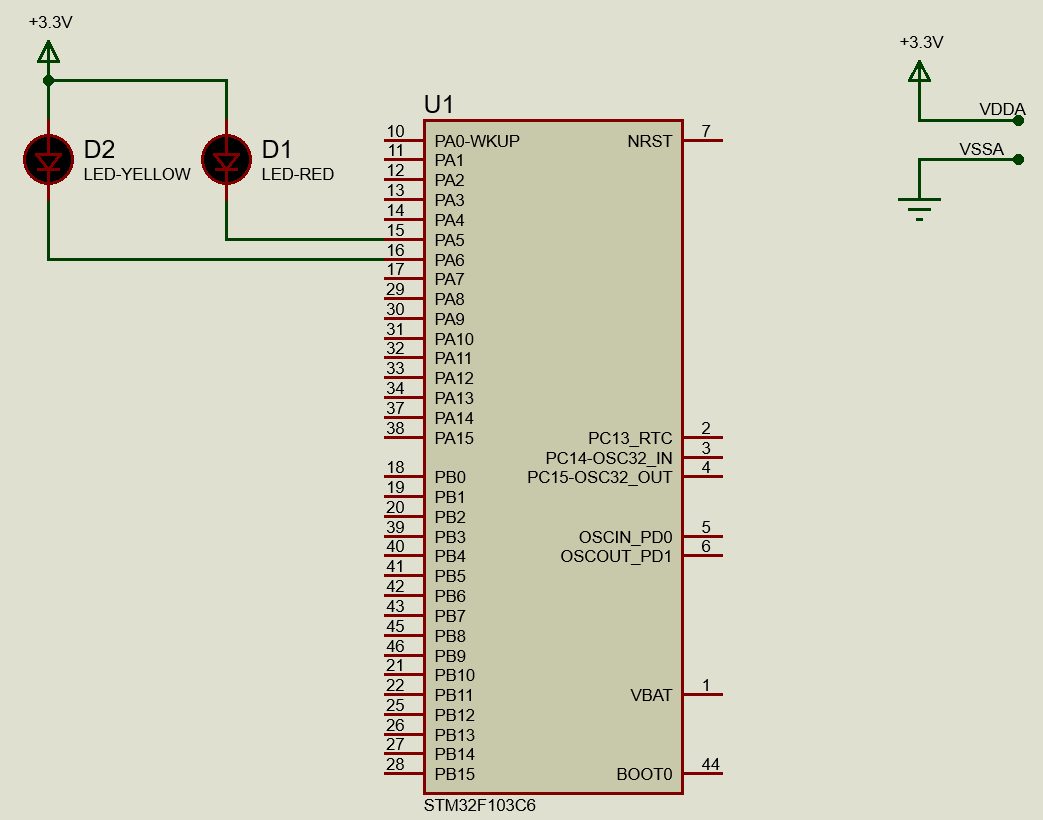 +3.3V
D2
LED-YELLOW
D1
LED-RED
+3.3V
VDDA
VSSA
U1
10 PA0-WKUP
11 PA1
12 PA2
13 PA3
14 PA4
15 PA5
16 PA6
17 PA7
29 PA8
30 PA9
31 PA10
32 PA11
33 PA12
34 PA13
37 PA14
38 PA15
18 PB0
19 PB1
20 PB2
39 PB3
40 PB4
41 PB5
42 PB6
43 PB7
45 PB8
46 PB9
21 PB10
22 PB11
25 PB12
26 PB13
27 PB14
28 PB15
NRST 7
PC13_RTC 2
PC14-OSC32_IN 3
PC15-OSC32_OUT 4
OSCIN_PD0 5
OSCOUT_PD1 6
VBAT 1
BOOT0 44
STM32F103C6